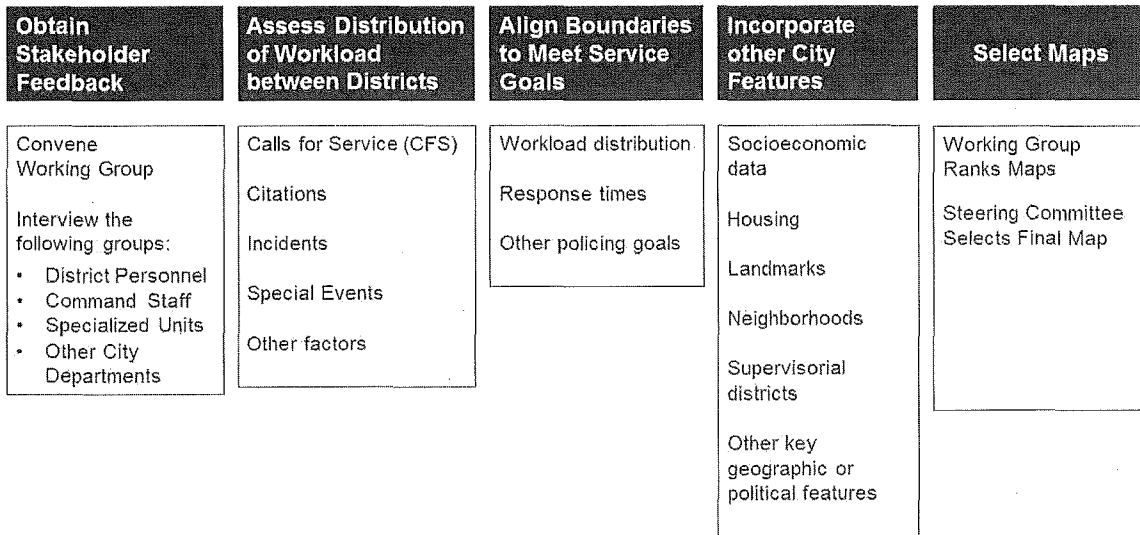 Obtain
Stakeholder
Feedback
Convene
Working Group
Interview the
following groups:
• District Personnel
• Command Staff
• Specialized Units
• Other City
Departments
Assess Distribution
of Workload
between Districts
Calls for Service (CFS)
Citations
Incidents
Special Events
Other factors
Align Boundaries
to Meet Service
Goals
Workload distribution
Response times
Other policing goals
Incorporate
other City
Features
Socioeconomic
data
Housing
Landmarks
Neighborhoods
Supervisorial
districts
Other key
geographic or
political features
Select Maps
Working Group
Ranks Maps
Steering Committee
Selects Final Map